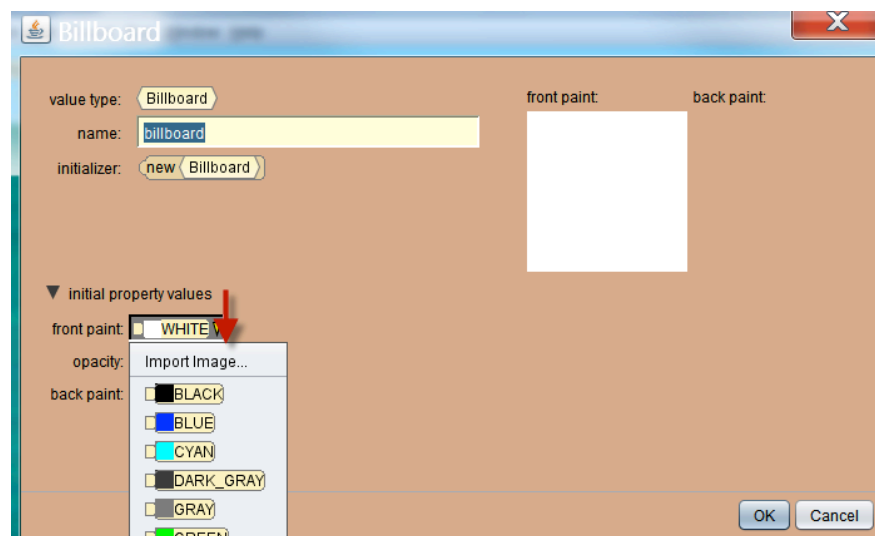 Billboard
value type: Billboard
front paint: back paint:
name: billboard
initializer: new Billboard
initial property values
front paint: WHITE
opacity: Import Image...
back paint: BLACK
BLUE
CYAN
DARK_GRAY
GRAY
GREEN
OK Cancel